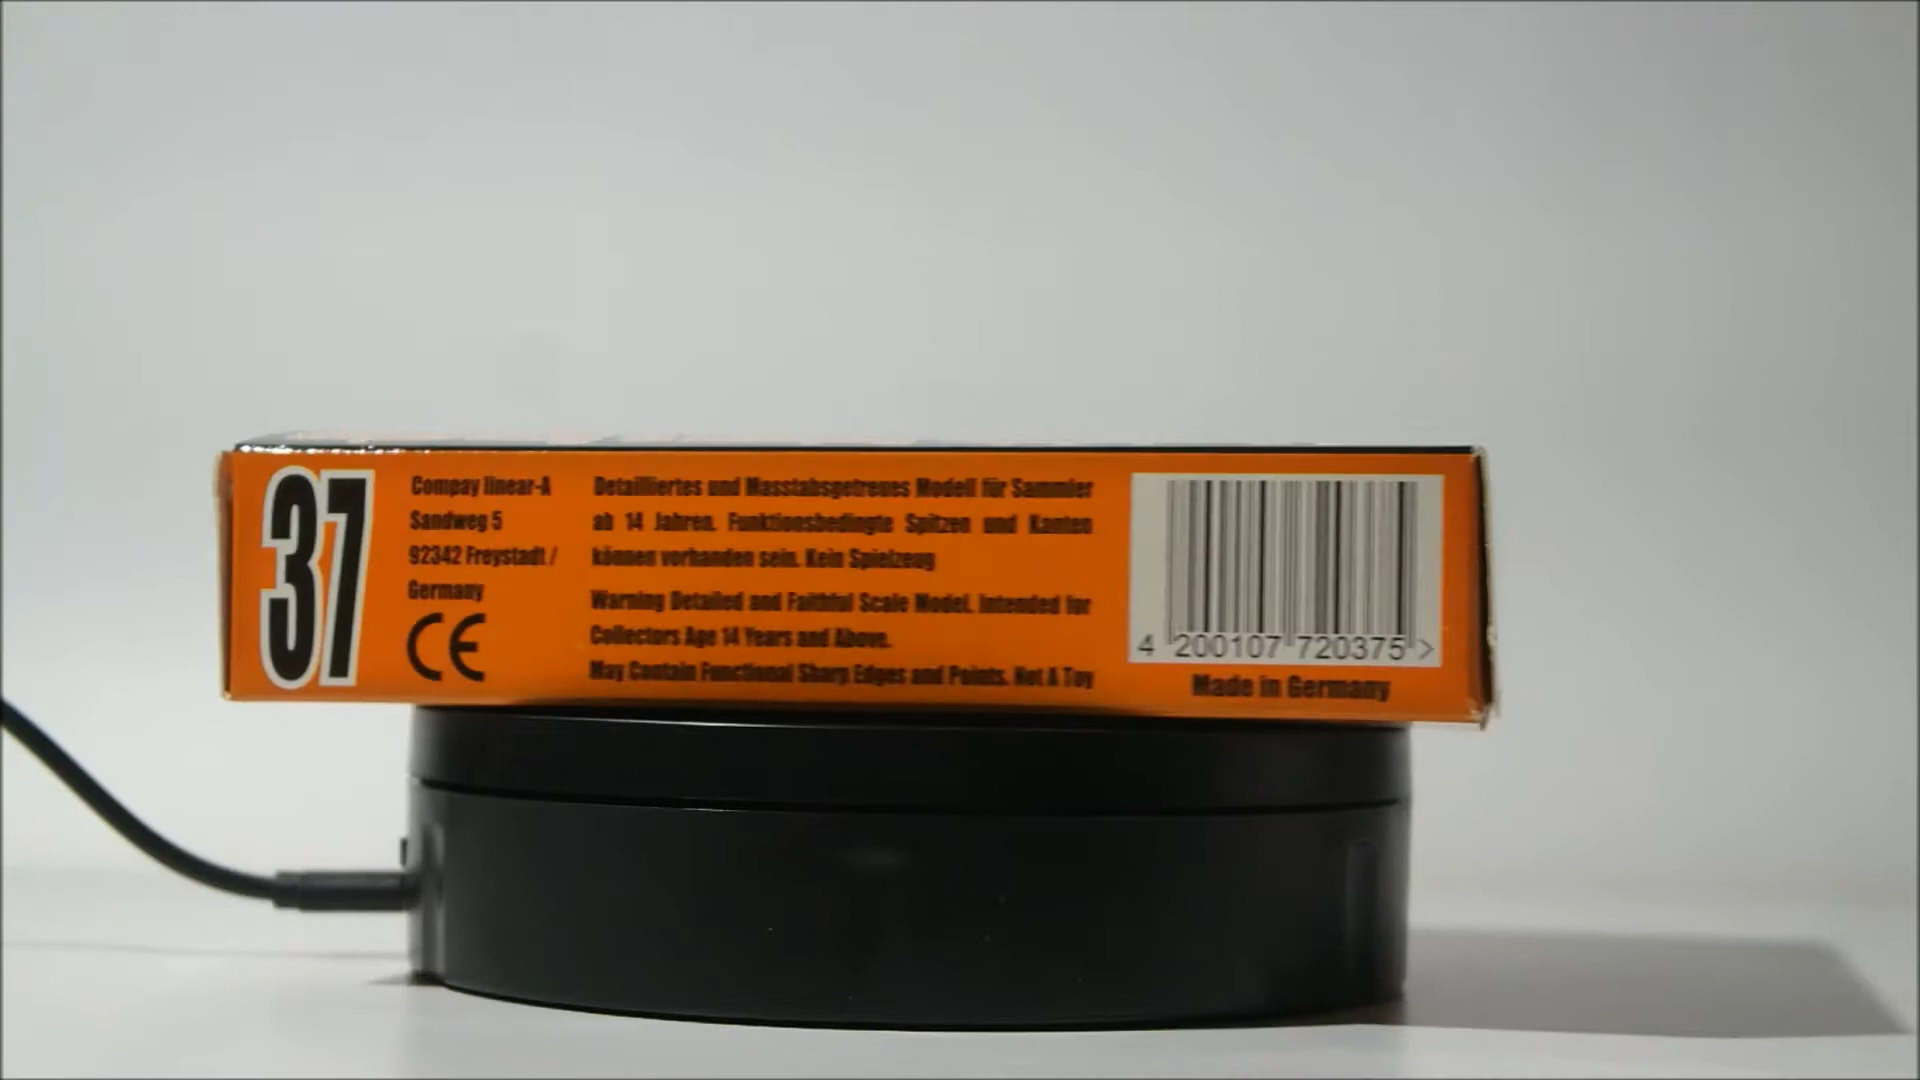 37
Compay linear-A
Sandweg 5
92342 Freystadt /
Germany
CE
Detailliertes und Masstabsgetreues Modell für Sammler
ab 14 Jahren. Funktionsbedingte Spitzen und Kanten
können vorhanden sein. Kein Spielzeug
Warning Detailed and Faithful Scale Model. Intended for
Collectors Age 14 Years and Above.
May Contain Functional Sharp Edges and Points. Not A Toy
4 200107 720375 >
Made in Germany